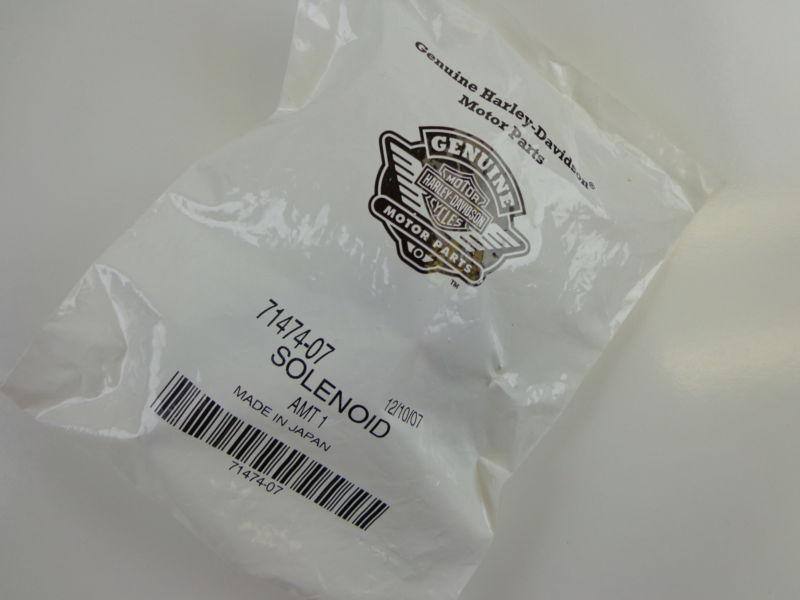 Genuine Harley-Davidson®
Motor Parts
GENUINE
MOTOR
HARLEY-DAVIDSON
CYCLES
MOTOR PARTS
TM
71474-07
SOLENOID
12/10/07
AMT 1
MADE IN JAPAN
71474-07